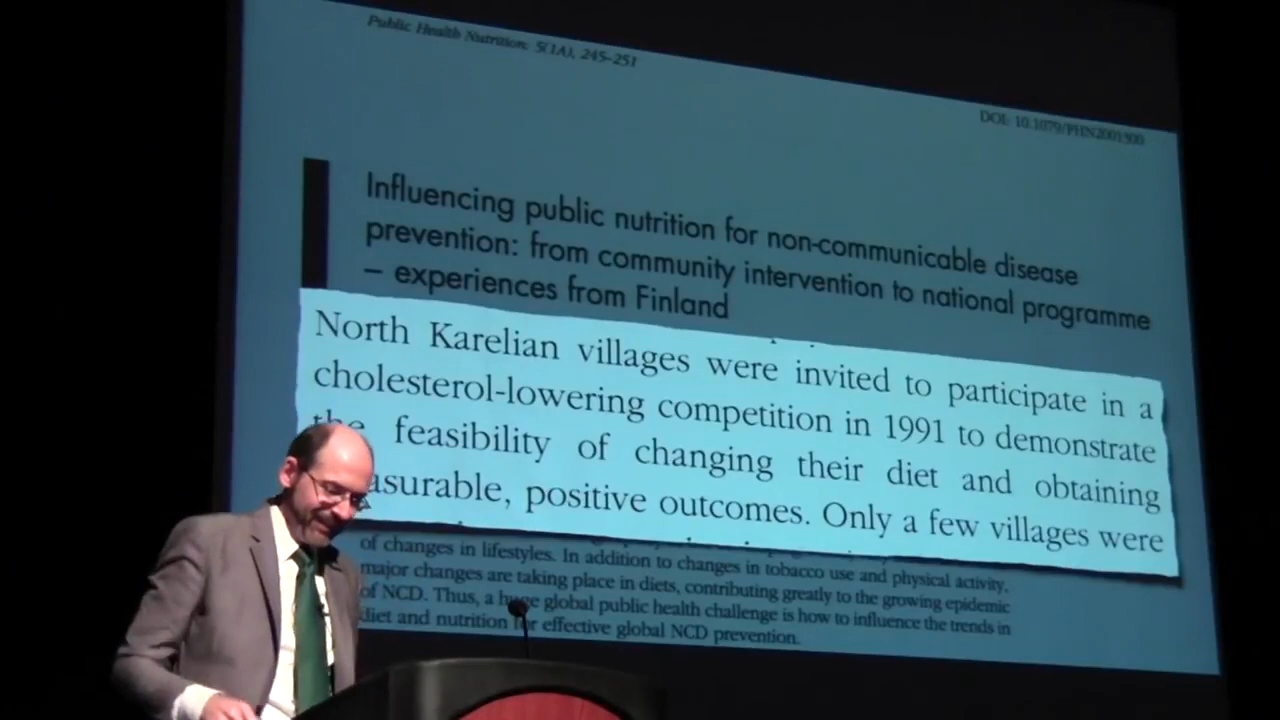 Public Health Nutrition: 5(1A), 245–251
DOI: 10.1079/PHN2001300
Influencing public nutrition for non-communicable disease
prevention: from community intervention to national programme
– experiences from Finland
North Karelian villages were invited to participate in a
cholesterol-lowering competition in 1991 to demonstrate
the feasibility of changing their diet and obtaining
asurable, positive outcomes. Only a few villages were
of changes in lifestyles. In addition to changes in tobacco use and physical activity,
major changes are taking place in diets, contributing greatly to the growing epidemic
of NCD. Thus, a huge global public health challenge is how to influence the trends in
diet and nutrition for effective global NCD prevention.